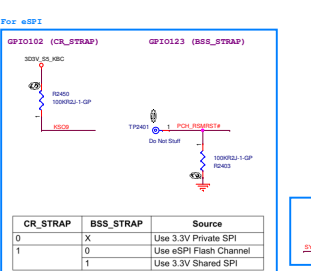 For eSPI
GPIO102 (CR_STRAP)
GPIO123 (BSS_STRAP)
3D3V_S5_KBC
R2450
100KR2J-1-GP
1
KSO9
TP2401
1
PCH_RSMRST#
Do Not Stuff
1
100KR2J-1-GP
R2403
CR_STRAP BSS_STRAP Source
0 X Use 3.3V Private SPI
1 0 Use eSPI Flash Channel
1 Use 3.3V Shared SPI